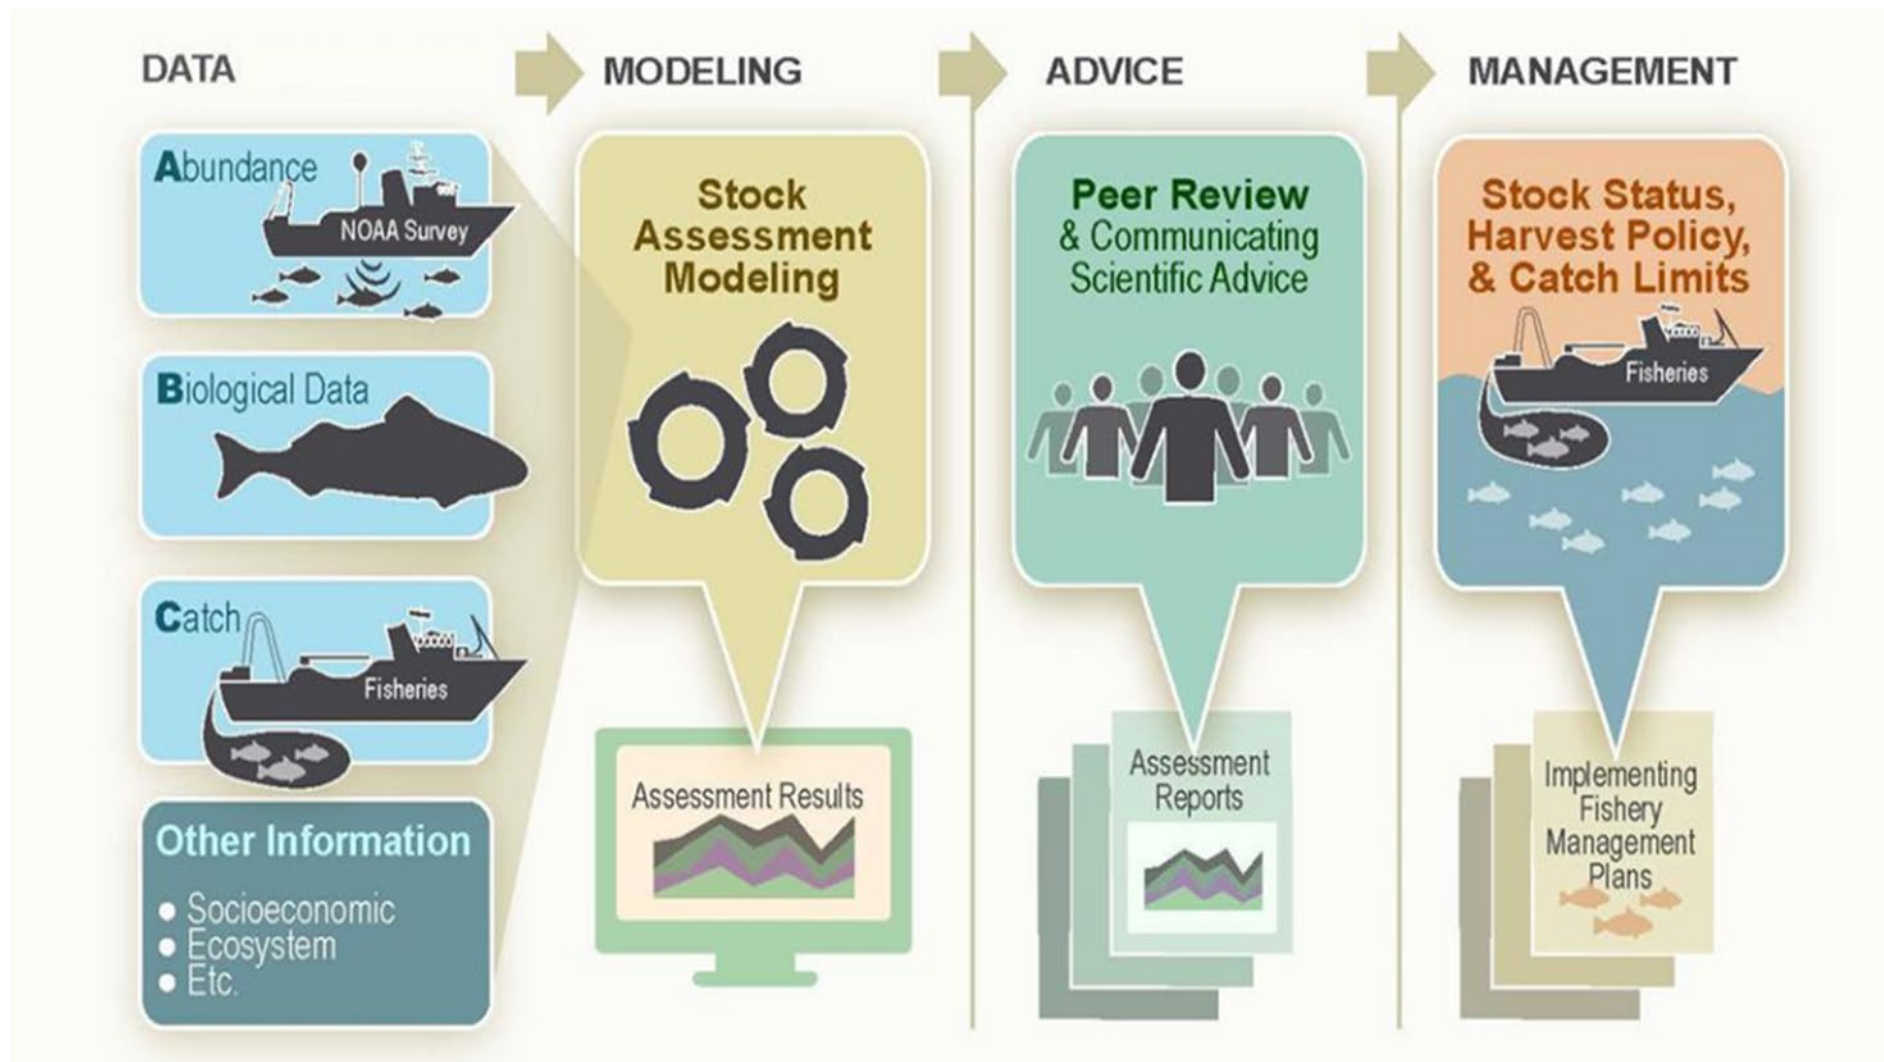 DATA
MODELING
ADVICE
MANAGEMENT
Abundance
NOAA Survey
Biological Data
Catch
Fisheries
Other Information
Socioeconomic
Ecosystem
Etc.
Stock
Assessment
Modeling
Assessment Results
Peer Review
& Communicating
Scientific Advice
Assessment
Reports
Stock Status,
Harvest Policy,
& Catch Limits
Fisheries
Implementing
Fishery
Management
Plans